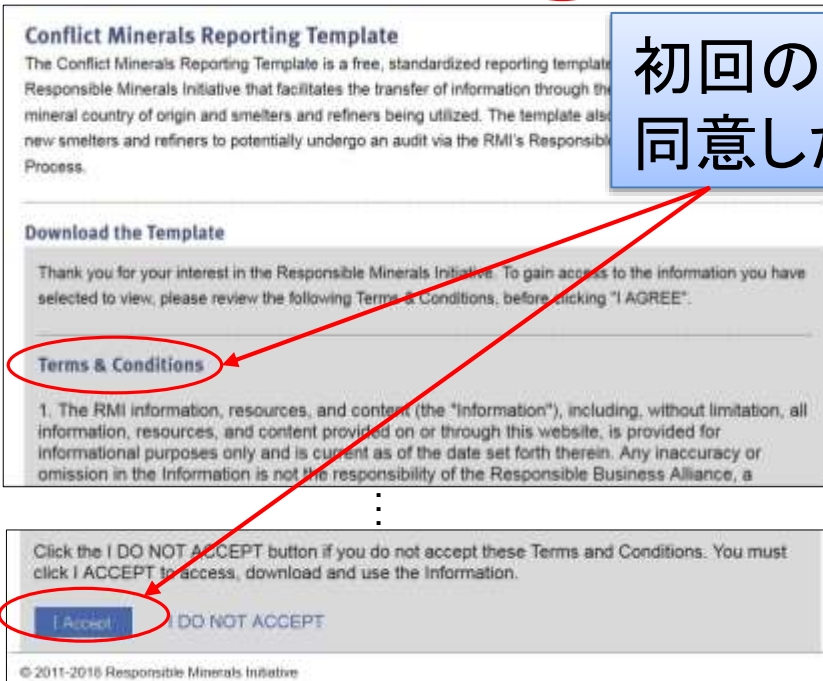 Conflict Minerals Reporting Template
The Conflict Minerals Reporting Template is a free, standardized reporting template
Responsible Minerals Initiative that facilitates the transfer of information through the
mineral country of origin and smelters and refiners being utilized. The template also
new smelters and refiners to potentially undergo an audit via the RMI's Responsible
Process.
初回の
同意した
Download the Template
Thank you for your interest in the Responsible Minerals Initiative. To gain access to the information you have
selected to view, please review the following Terms & Conditions, before clicking "I AGREE".
Terms & Conditions
1. The RMI information, resources, and content (the "Information"), including, without limitation, all
information, resources, and content provided on or through this website, is provided for
informational purposes only and is current as of the date set forth therein. Any inaccuracy or
omission in the Information is not the responsibility of the Responsible Business Alliance, a
⋮
Click the I DO NOT ACCEPT button if you do not accept these Terms and Conditions. You must
click I ACCEPT to access, download and use the Information.
I Accept I DO NOT ACCEPT
© 2011-2018 Responsible Minerals Initiative